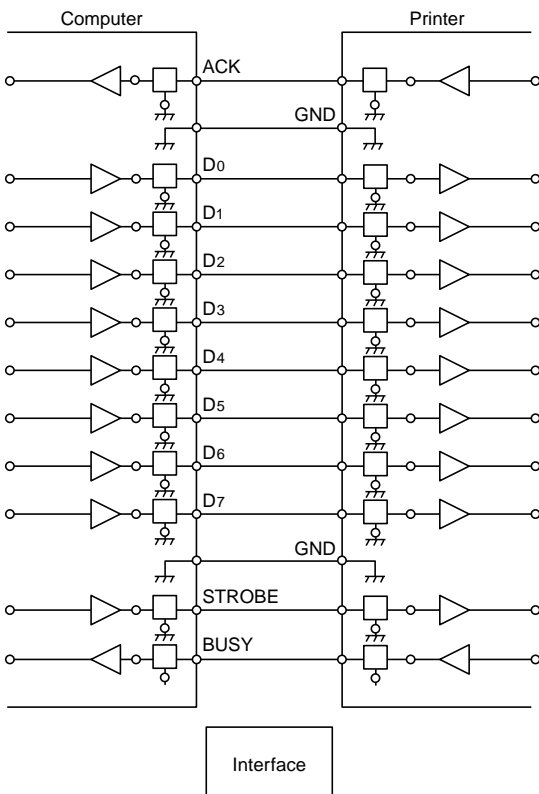 Computer Printer
ACK
GND
D0
D1
D2
D3
D4
D5
D6
D7
GND
STROBE
BUSY
Interface